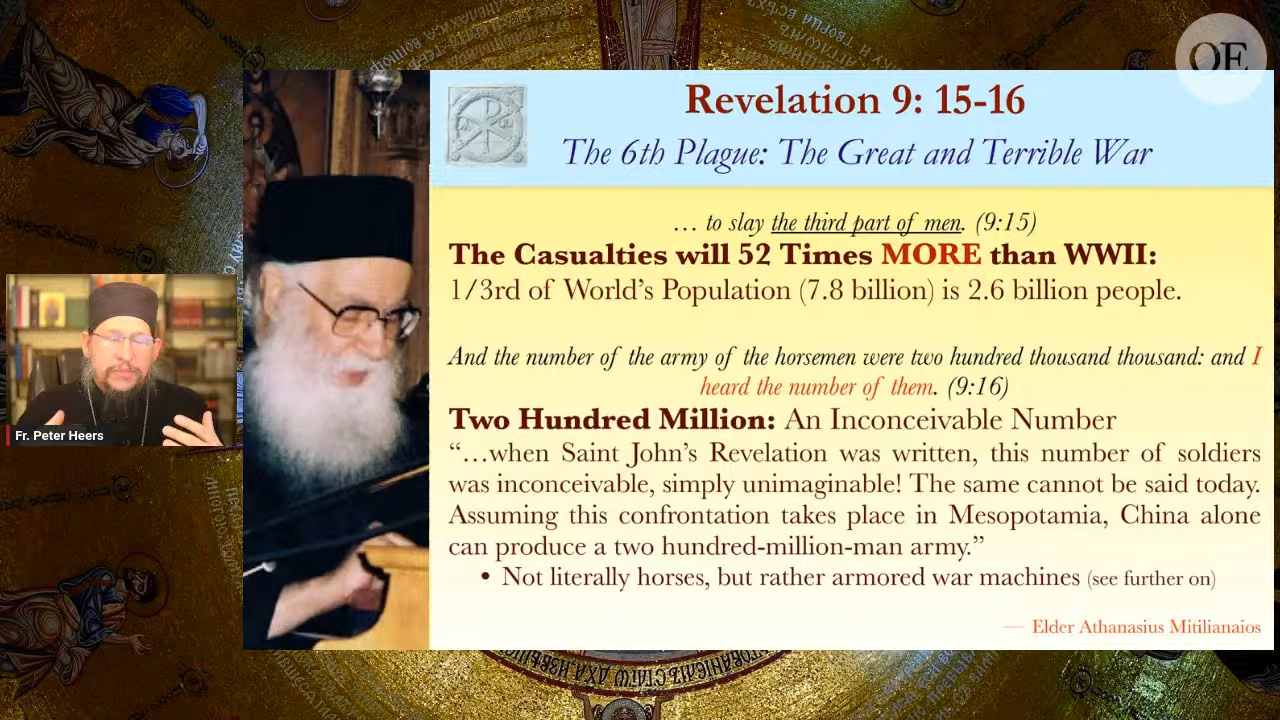 OE
Revelation 9: 15-16
The 6th Plague: The Great and Terrible War
… to slay the third part of men. (9:15)
The Casualties will 52 Times MORE than WWII:
1/3rd of World’s Population (7.8 billion) is 2.6 billion people.
And the number of the army of the horsemen were two hundred thousand thousand: and I
heard the number of them. (9:16)
Two Hundred Million: An Inconceivable Number
“…when Saint John’s Revelation was written, this number of soldiers
was inconceivable, simply unimaginable! The same cannot be said today.
Assuming this confrontation takes place in Mesopotamia, China alone
can produce a two hundred-million-man army.”
• Not literally horses, but rather armored war machines (see further on)
— Elder Athanasius Mitilianaios
Fr. Peter Heers